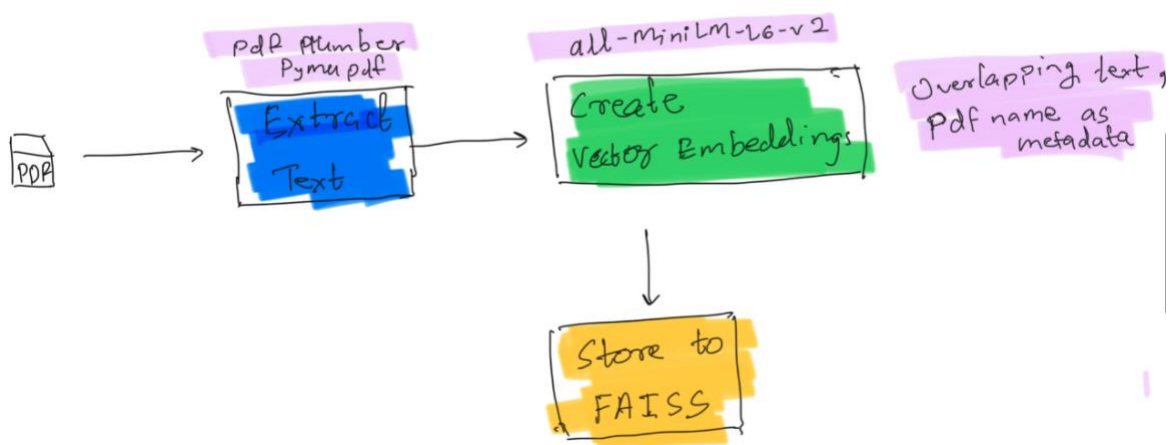 PDF
Pdf Plumber
Pymupdf
Extract
Text
all-MiniLM-L6-v2
Create
Vector Embeddings
Overlapping text,
Pdf name as
metadata
Store to
FAISS